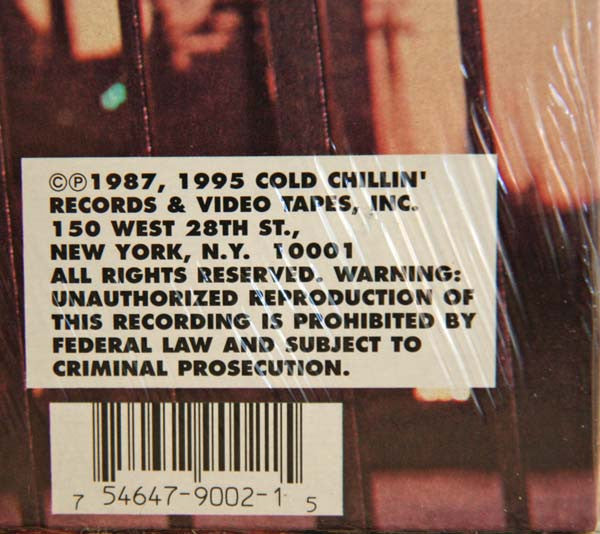 ©℗1987, 1995 COLD CHILLIN'
RECORDS & VIDEO TAPES, INC.
150 WEST 28TH ST.,
NEW YORK, N.Y. 10001
ALL RIGHTS RESERVED. WARNING:
UNAUTHORIZED REPRODUCTION OF
THIS RECORDING IS PROHIBITED BY
FEDERAL LAW AND SUBJECT TO
CRIMINAL PROSECUTION.
7 54647-9002-1 5